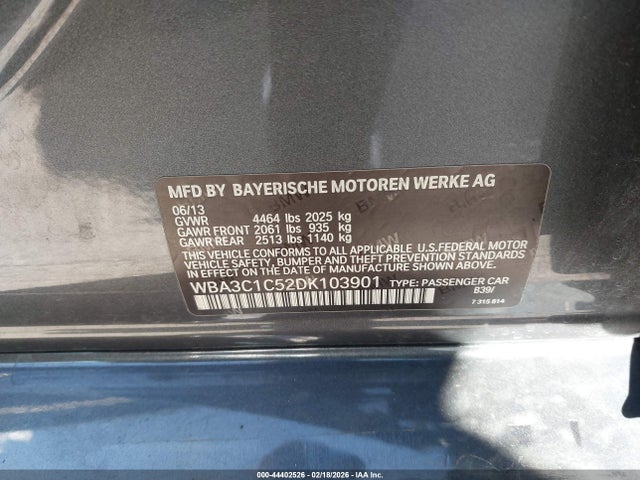 MFD BY BAYERISCHE MOTOREN WERKE AG
06/13
GVWR 4464 lbs 2025 kg
GAWR FRONT 2061 lbs 935 kg
GAWR REAR 2513 lbs 1140 kg
THIS VEHICLE CONFORMS TO ALL APPLICABLE U.S.FEDERAL MOTOR
VEHICLE SAFETY, BUMPER AND THEFT PREVENTION STANDARDS
IN EFFECT ON THE DATE OF MANUFACTURE SHOWN ABOVE.
WBA3C1C52DK103901 TYPE: PASSENGER CAR
B39/
7 315 814
000-44402526 - 02/18/2026 - IAA Inc.